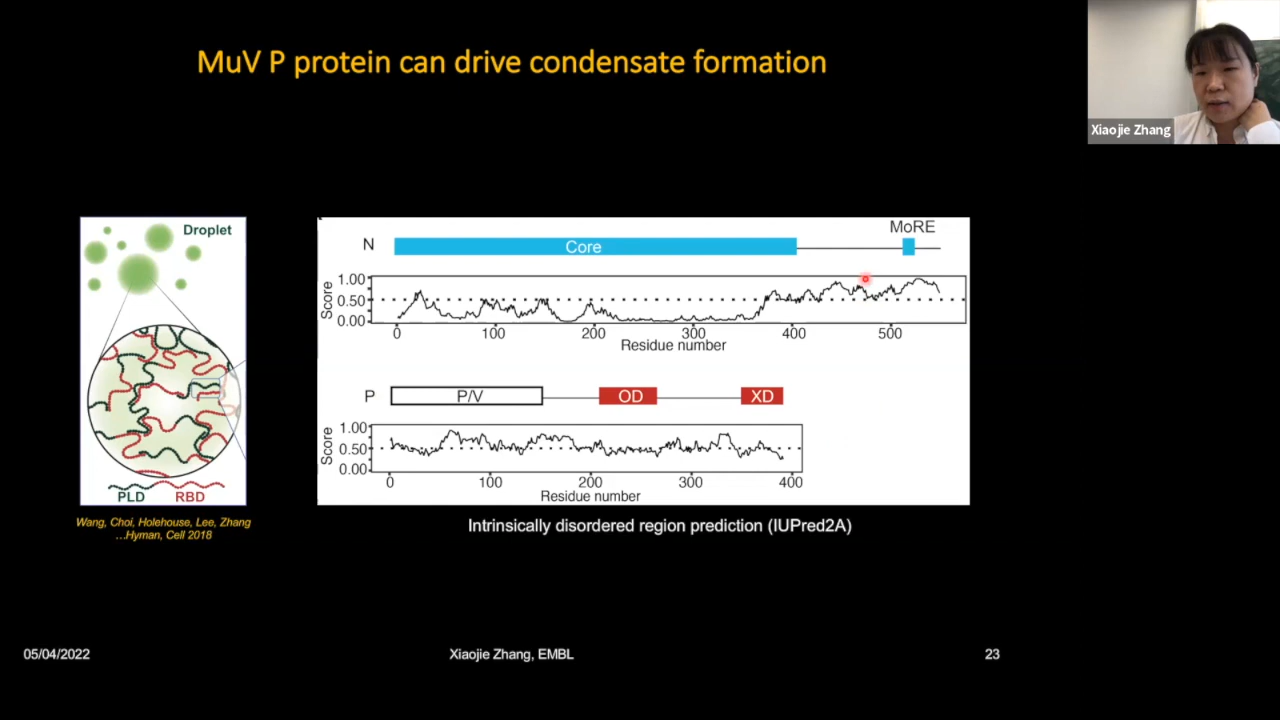 MuV P protein can drive condensate formation
Xiaojie Zhang
Droplet
PLD RBD
Wang, Choi, Holehouse, Lee, Zhang
…Hyman, Cell 2018
MoRE
N Core
Score
1.00
0.50
0.00
0 100 200 300 400 500
Residue number
P P/V OD XD
Score
1.00
0.50
0.00
0 100 200 300 400
Residue number
Intrinsically disordered region prediction (IUPred2A)
05/04/2022 Xiaojie Zhang, EMBL 23